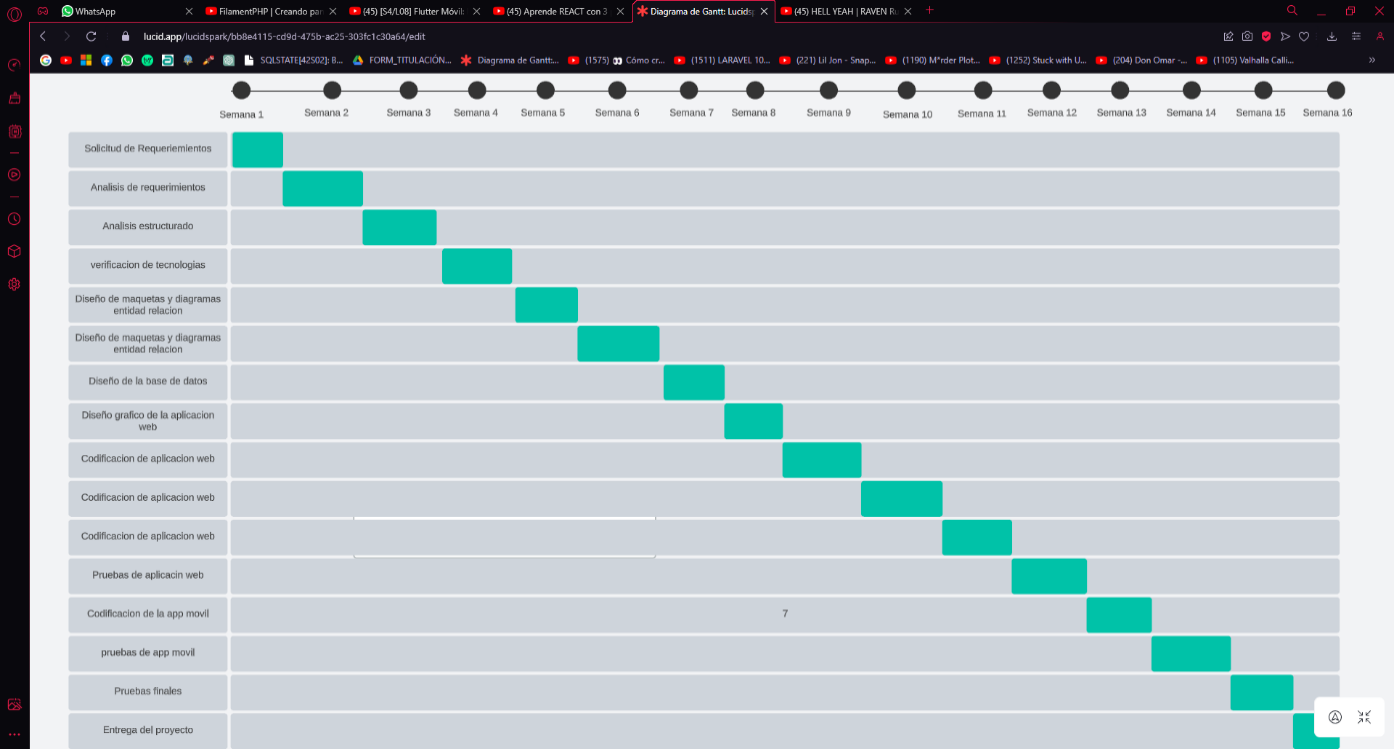 WhatsApp
FilamentPHP | Creando par
(45) [S4/L08] Flutter Móvil:
(45) Aprende REACT con 3
Diagrama de Gantt: Lucids
(45) HELL YEAH | RAVEN R
lucid.app/lucidspark/bb8e4115-cd9d-475b-ac25-303fc1c30a64/edit
SQLSTATE[42S02]: B...
FORM_TITULACIÓN...
Diagrama de Gantt:...
(1575) 👀 Cómo cr...
(1511) LARAVEL 10...
(221) Lil Jon - Snap...
(1190) M*rder Plot...
(1252) Stuck with U...
(204) Don Omar -...
(1105) Valhalla Calli...
Semana 1
Semana 2
Semana 3
Semana 4
Semana 5
Semana 6
Semana 7
Semana 8
Semana 9
Semana 10
Semana 11
Semana 12
Semana 13
Semana 14
Semana 15
Semana 16
Solicitud de Requeriemientos
Analisis de requerimientos
Analisis estructurado
verificacion de tecnologias
Diseño de maquetas y diagramas
entidad relacion
Diseño de maquetas y diagramas
entidad relacion
Diseño de la base de datos
Diseño grafico de la aplicacion
web
Codificacion de aplicacion web
Codificacion de aplicacion web
Codificacion de aplicacion web
Pruebas de aplicacin web
Codificacion de la app movil
7
pruebas de app movil
Pruebas finales
Entrega del proyecto